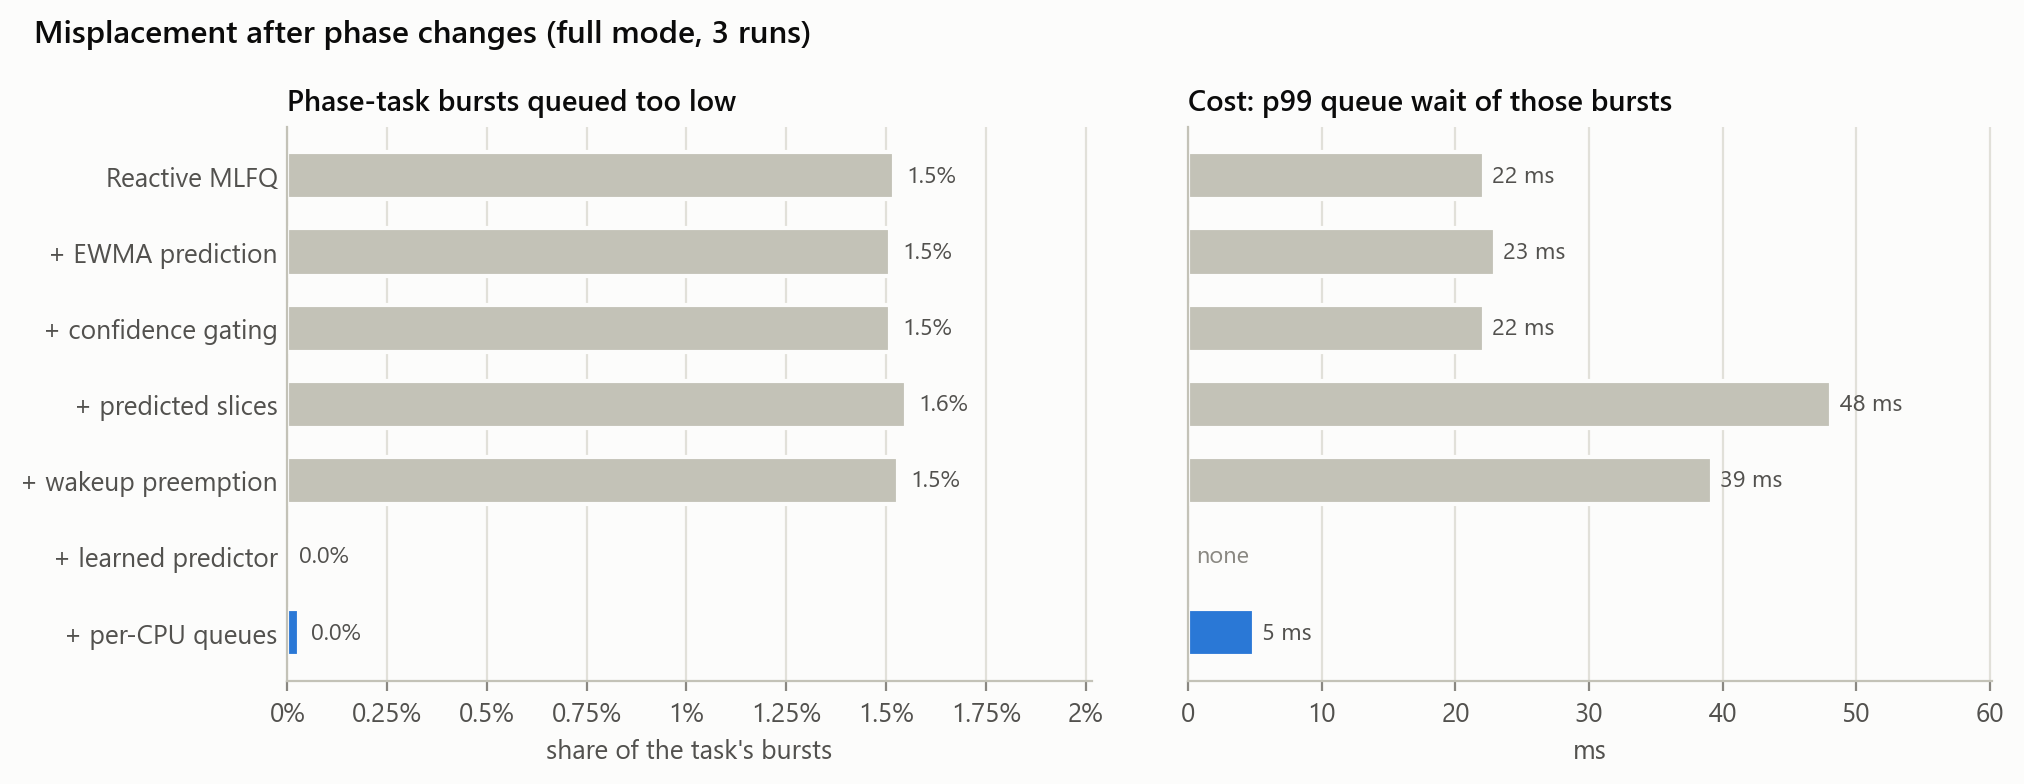 Misplacement after phase changes (full mode, 3 runs)
Phase-task bursts queued too low
Reactive MLFQ 1.5%
+ EWMA prediction 1.5%
+ confidence gating 1.5%
+ predicted slices 1.6%
+ wakeup preemption 1.5%
+ learned predictor 0.0%
+ per-CPU queues 0.0%
0% 0.25% 0.5% 0.75% 1% 1.25% 1.5% 1.75% 2%
share of the task's bursts
Cost: p99 queue wait of those bursts
22 ms
23 ms
22 ms
48 ms
39 ms
none
5 ms
0 10 20 30 40 50 60
ms